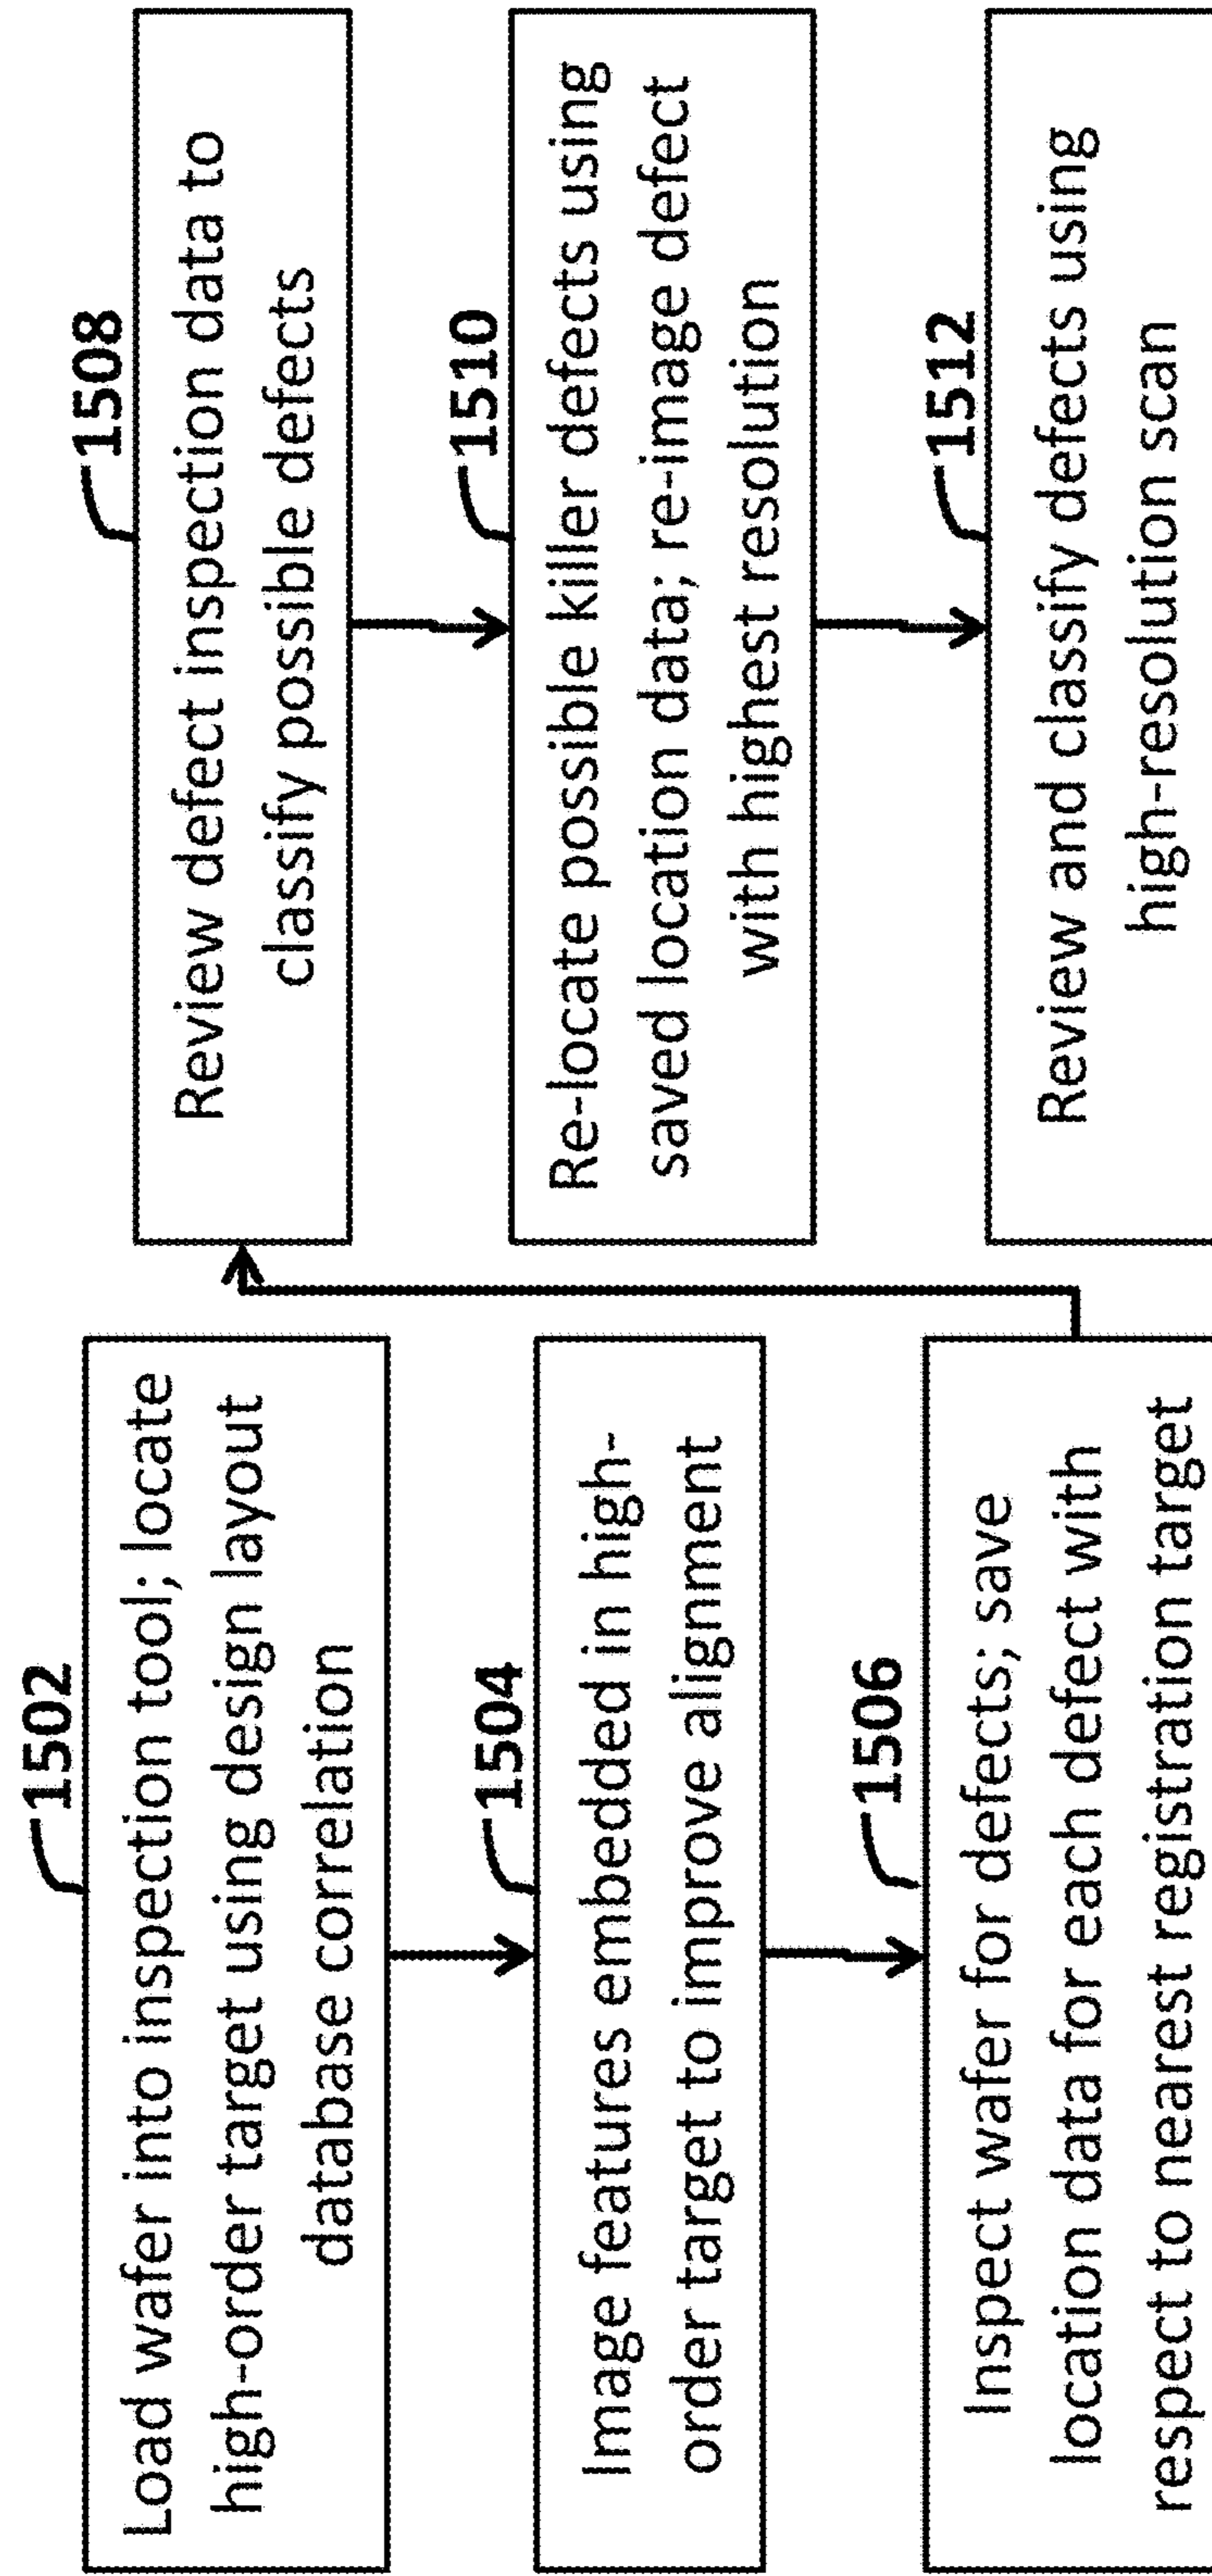 1502
Load wafer into inspection tool; locate
high-order target using design layout
database correlation
1504
Image features embedded in high-
order target to improve alignment
1506
Inspect wafer for defects; save
location data for each defect with
respect to nearest registration target
1508
Review defect inspection data to
classify possible defects
1510
Re-locate possible killer defects using
saved location data; re-image defect
with highest resolution
1512
Review and classify defects using
high-resolution scan